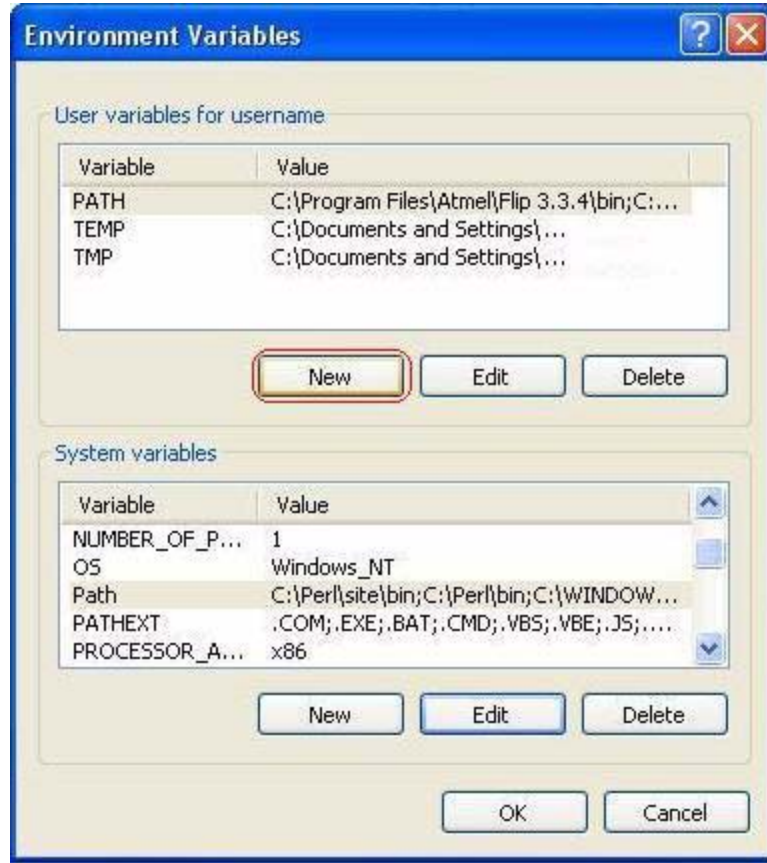 Environment Variables
User variables for username
Variable Value
PATH C:\Program Files\Atmel\Flip 3.3.4\bin;C:...
TEMP C:\Documents and Settings\...
TMP C:\Documents and Settings\...
New Edit Delete
System variables
Variable Value
NUMBER_OF_P... 1
OS Windows_NT
Path C:\Perl\site\bin;C:\Perl\bin;C:\WINDOW...
PATHEXT .COM;.EXE;.BAT;.CMD;.VBS;.VBE;.JS;....
PROCESSOR_A... x86
New Edit Delete
OK Cancel